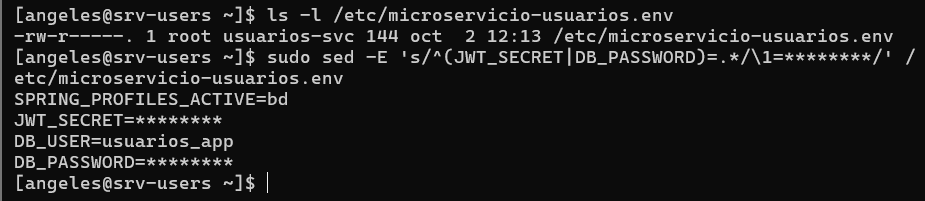 [angeles@srv-users ~]$ ls -l /etc/microservicio-usuarios.env
-rw-r-----. 1 root usuarios-svc 144 oct  2 12:13 /etc/microservicio-usuarios.env
[angeles@srv-users ~]$ sudo sed -E 's/^(JWT_SECRET|DB_PASSWORD)=.*/\1=********/' /
etc/microservicio-usuarios.env
SPRING_PROFILES_ACTIVE=bd
JWT_SECRET=********
DB_USER=usuarios_app
DB_PASSWORD=********
[angeles@srv-users ~]$